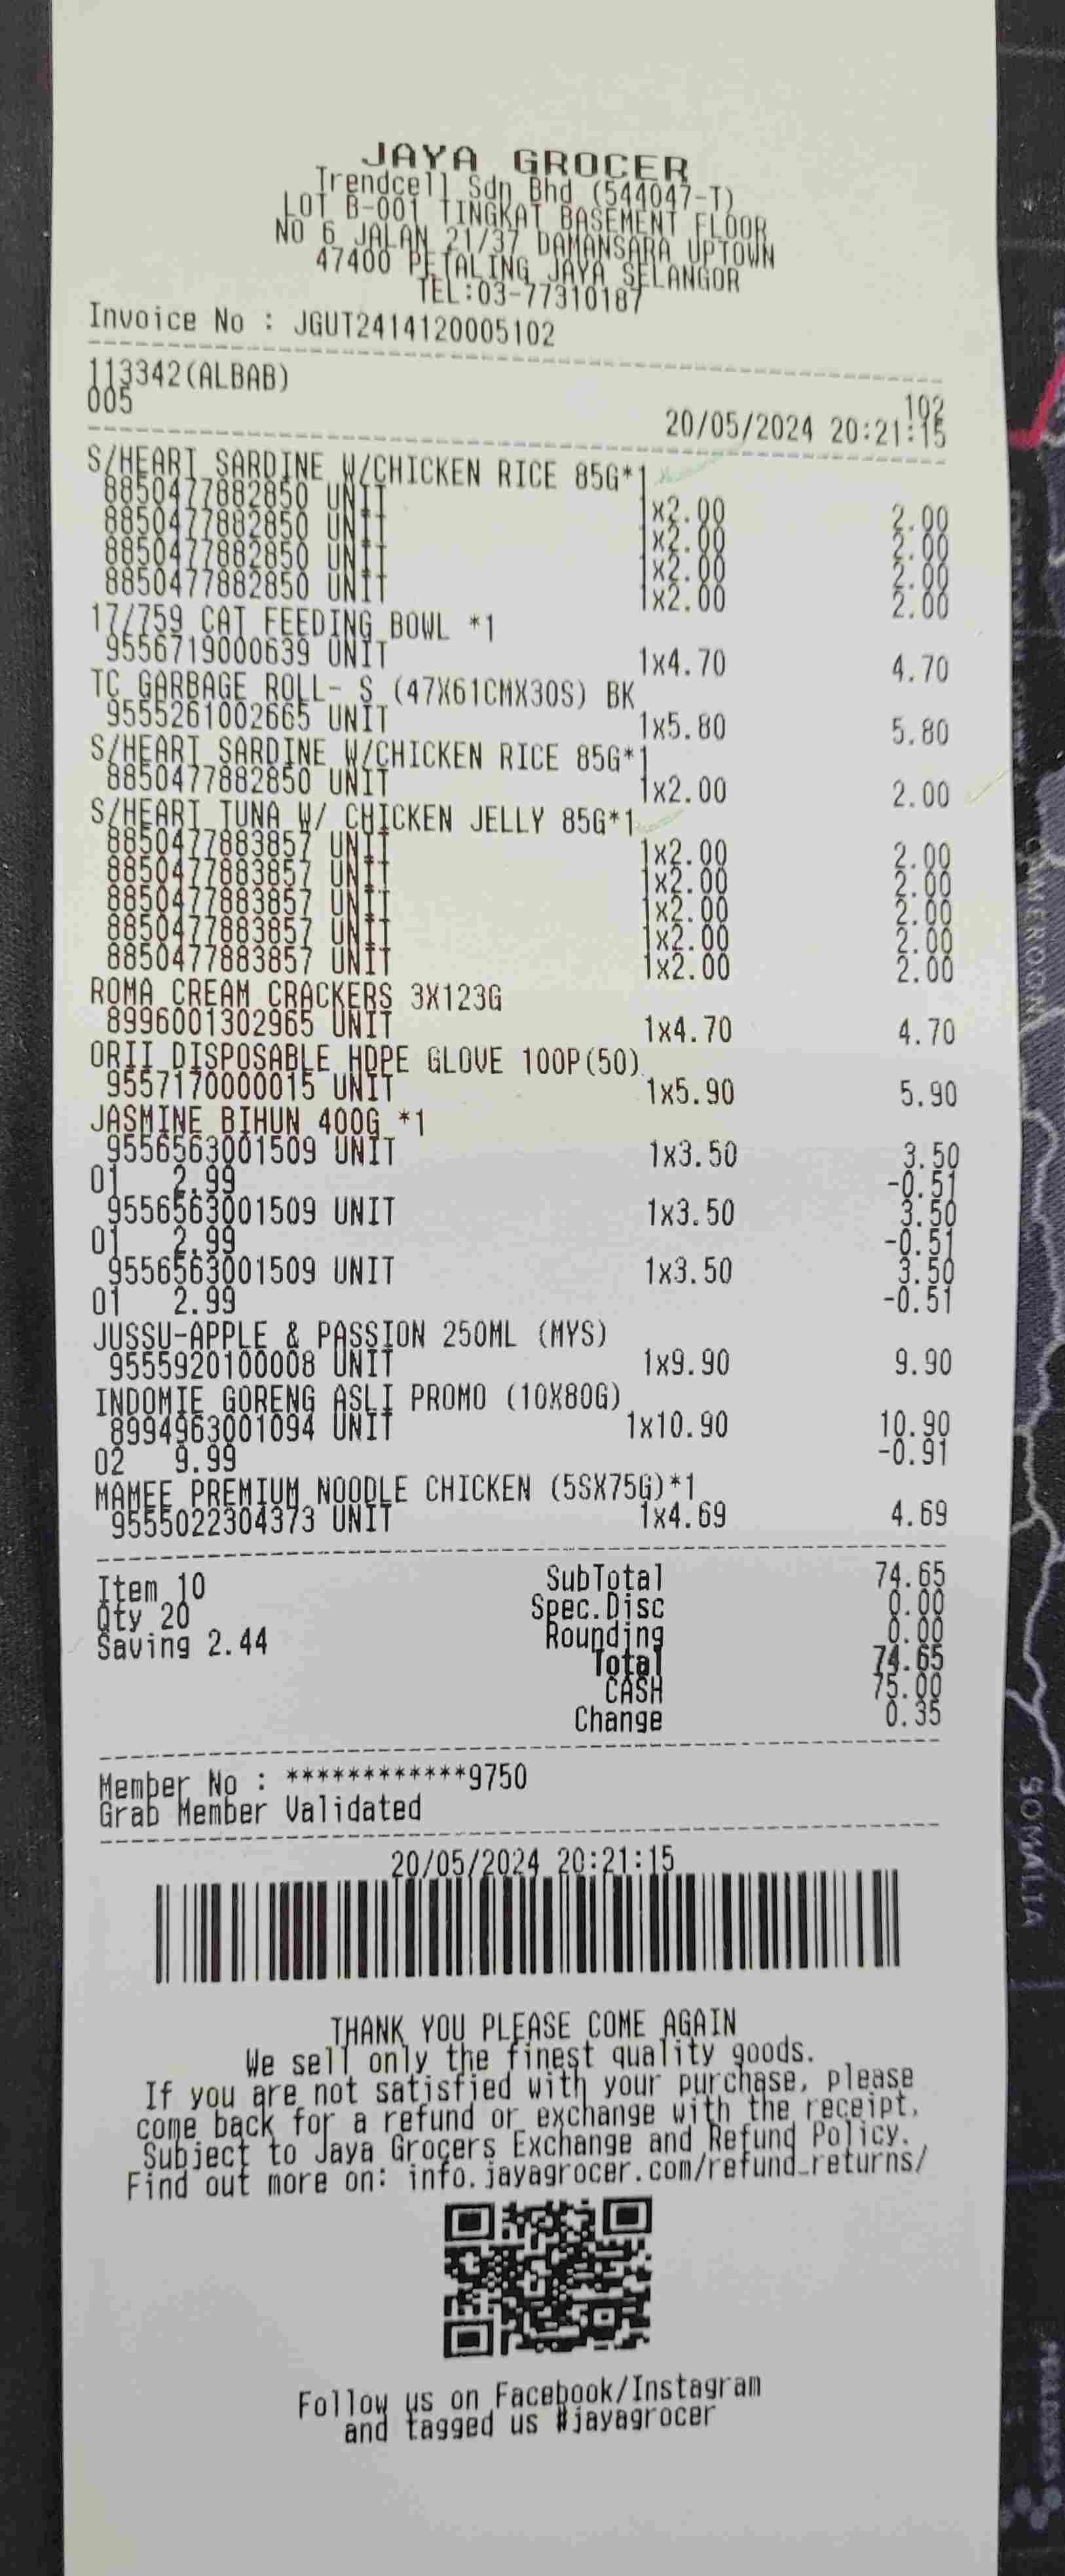 JAYA GROCER
Trendcell Sdn Bhd (544047-T)
LOT B-001 TINGKAT BASEMENT FLOOR
NO 6 JALAN 21/37 DAMANSARA UPTOWN
47400 PETALING JAYA SELANGOR
TEL:03-77310187
Invoice No : JGUT2414120005102
113342(ALBAB) 102
005 20/05/2024 20:21:15
S/HEART SARDINE W/CHICKEN RICE 85G*1
8850477882850 UNIT 1x2.00 2.00
8850477882850 UNIT 1x2.00 2.00
8850477882850 UNIT 1x2.00 2.00
8850477882850 UNIT 1x2.00 2.00
17/759 CAT FEEDING BOWL *1
9556719000639 UNIT 1x4.70 4.70
TC GARBAGE ROLL- S (47X61CMX30S) BK
9555261002665 UNIT 1x5.80 5.80
S/HEART SARDINE W/CHICKEN RICE 85G*1
8850477882850 UNIT 1x2.00 2.00
S/HEART TUNA W/ CHICKEN JELLY 85G*1
8850477883857 UNIT 1x2.00 2.00
8850477883857 UNIT 1x2.00 2.00
8850477883857 UNIT 1x2.00 2.00
8850477883857 UNIT 1x2.00 2.00
8850477883857 UNIT 1x2.00 2.00
ROMA CREAM CRACKERS 3X123G
8996001302965 UNIT 1x4.70 4.70
ORII DISPOSABLE HDPE GLOVE 100P(50)
9557170000015 UNIT 1x5.90 5.90
JASMINE BIHUN 400G *1
9556563001509 UNIT 1x3.50 3.50
01 2.99 -0.51
9556563001509 UNIT 1x3.50 3.50
01 2.99 -0.51
9556563001509 UNIT 1x3.50 3.50
01 2.99 -0.51
JUSSU-APPLE & PASSION 250ML (MYS)
9555920100008 UNIT 1x9.90 9.90
INDOMIE GORENG ASLI PROMO (10X80G)
8994963001094 UNIT 1x10.90 10.90
02 9.99 -0.91
MAMEE PREMIUM NOODLE CHICKEN (5SX75G)*1
9555022304373 UNIT 1x4.69 4.69
Item 10 SubTotal 74.65
Qty 20 Spec.Disc 0.00
Saving 2.44 Rounding 0.00
Total 74.65
CASH 75.00
Change 0.35
Member No : ************9750
Grab Member Validated
20/05/2024 20:21:15
THANK YOU PLEASE COME AGAIN
We sell only the finest quality goods.
If you are not satisfied with your purchase, please
come back for a refund or exchange with the receipt.
Subject to Jaya Grocers Exchange and Refund Policy.
Find out more on: info.jayagrocer.com/refund_returns/
Follow us on Facebook/Instagram
and tagged us #jayagrocer
SOMALIA